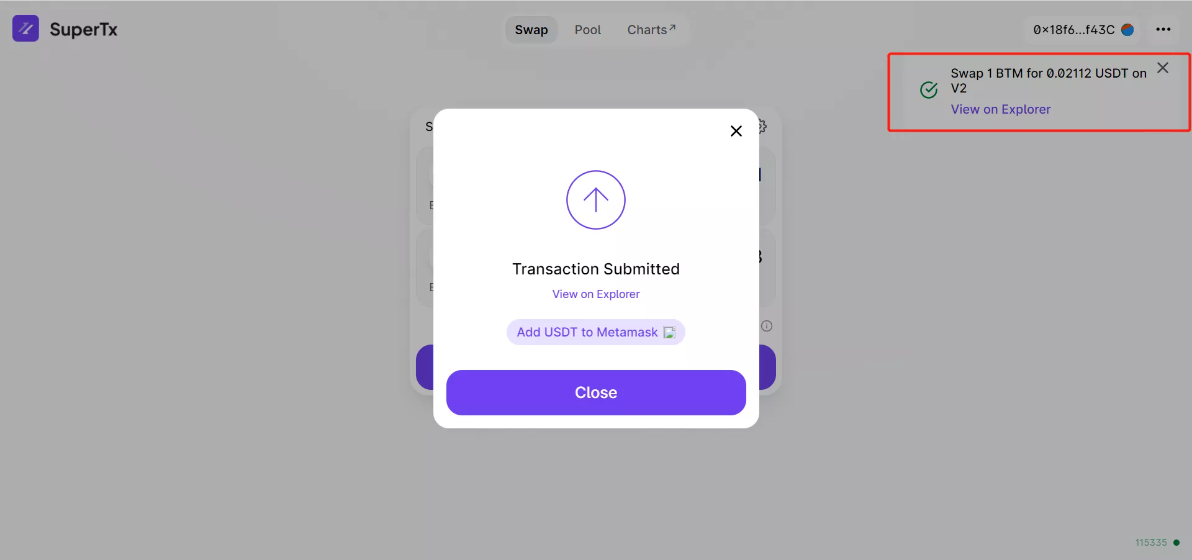 SuperTx
Swap Pool Charts↗
0×18f6...f43C
Swap 1 BTM for 0.02112 USDT on
V2
View on Explorer
Transaction Submitted
View on Explorer
Add USDT to Metamask
Close
115335